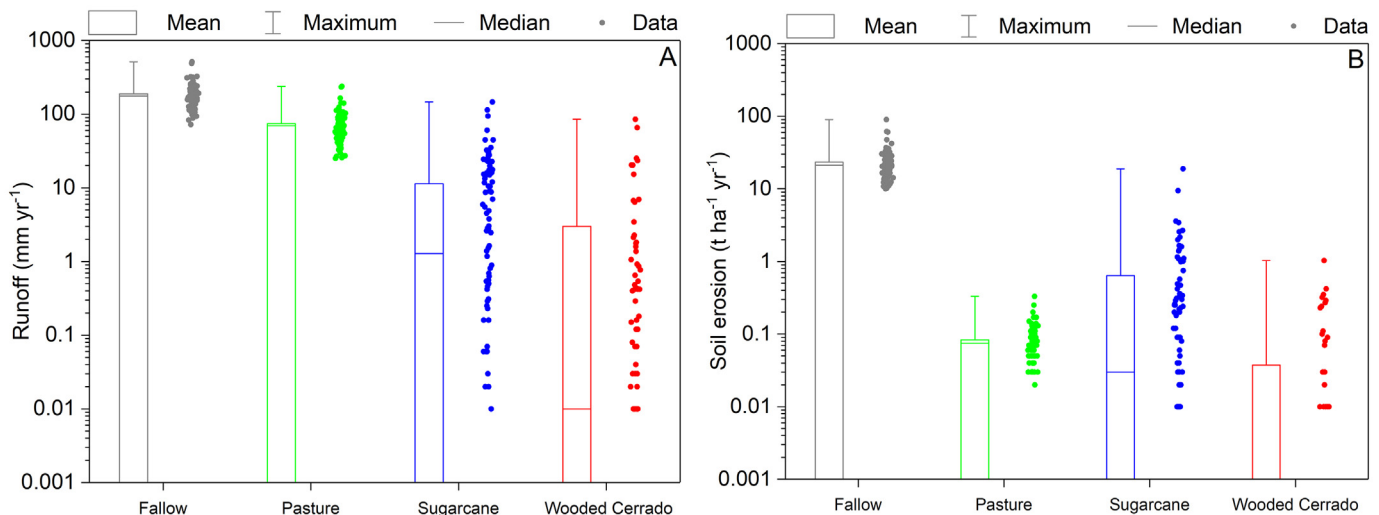 Mean Maximum Median Data
A
Runoff (mm yr⁻¹)
1000
100
10
1
0.1
0.01
0.001
Fallow Pasture Sugarcane Wooded Cerrado
Mean Maximum Median Data
B
Soil erosion (t ha⁻¹ yr⁻¹)
1000
100
10
1
0.1
0.01
0.001
Fallow Pasture Sugarcane Wooded Cerrado